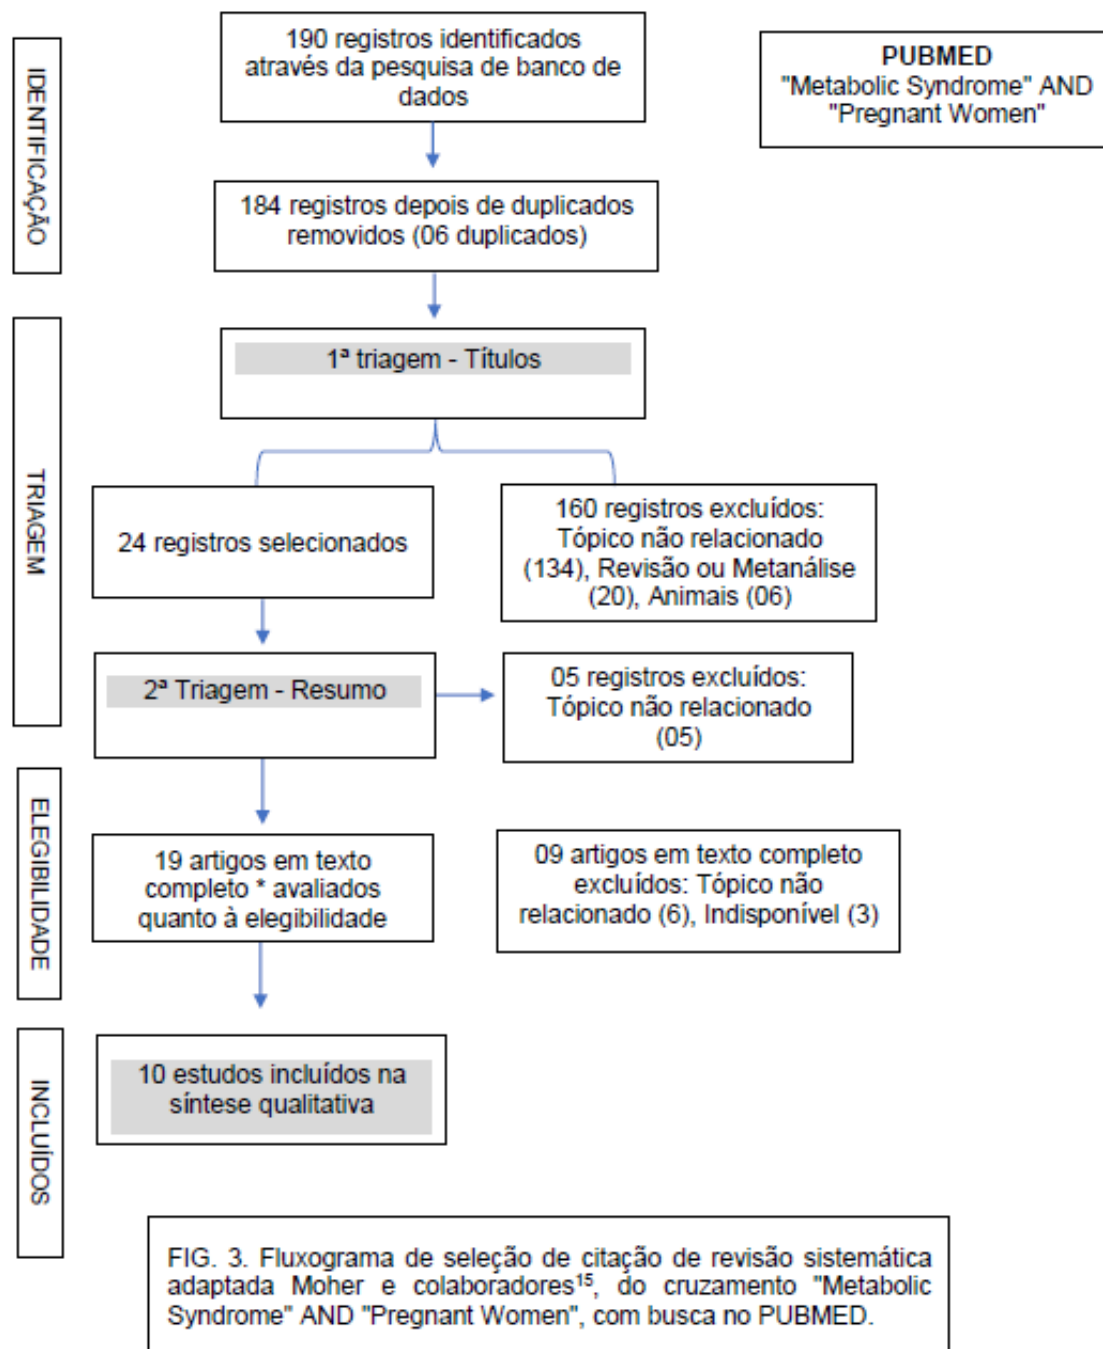 IDENTIFICAÇÃO
190 registros identificados
através da pesquisa de banco de
dados
PUBMED
"Metabolic Syndrome" AND
"Pregnant Women"
184 registros depois de duplicados
removidos (06 duplicados)
TRIAGEM
1ª triagem - Títulos
24 registros selecionados
160 registros excluídos:
Tópico não relacionado
(134), Revisão ou Metanálise
(20), Animais (06)
2ª Triagem - Resumo
05 registros excluídos:
Tópico não relacionado
(05)
ELEGIBILIDADE
19 artigos em texto
completo * avaliados
quanto à elegibilidade
09 artigos em texto completo
excluídos: Tópico não
relacionado (6), Indisponível (3)
INCLUÍDOS
10 estudos incluídos na
síntese qualitativa
FIG. 3. Fluxograma de seleção de citação de revisão sistemática
adaptada Moher e colaboradores¹⁵, do cruzamento "Metabolic
Syndrome" AND "Pregnant Women", com busca no PUBMED.